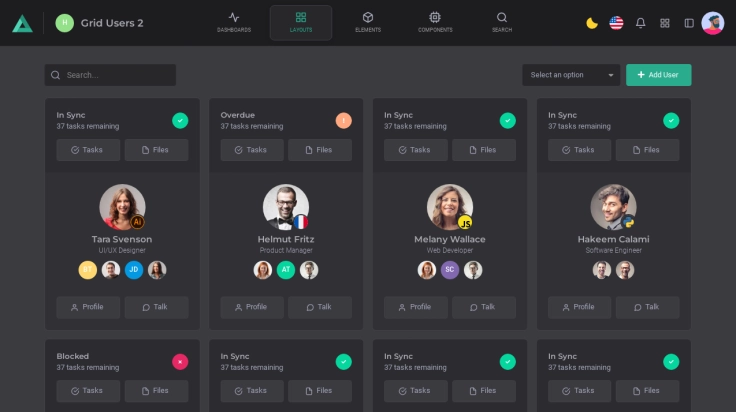 H
Grid Users 2
DASHBOARDS
LAYOUTS
ELEMENTS
COMPONENTS
SEARCH
Search...
Select an option
Add User
In Sync
37 tasks remaining
Tasks
Files
Tara Svenson
Ai
UI/UX Designer
BT
JD
Profile
Talk
Overdue
37 tasks remaining
Tasks
Files
Helmut Fritz
Product Manager
AT
Profile
Talk
In Sync
37 tasks remaining
Tasks
Files
JS
Melany Wallace
Web Developer
SC
Profile
Talk
In Sync
37 tasks remaining
Tasks
Files
Hakeem Calami
Software Engineer
Profile
Talk
Blocked
37 tasks remaining
Tasks
Files
In Sync
37 tasks remaining
Tasks
Files
In Sync
37 tasks remaining
Tasks
Files
In Sync
37 tasks remaining
Tasks
Files